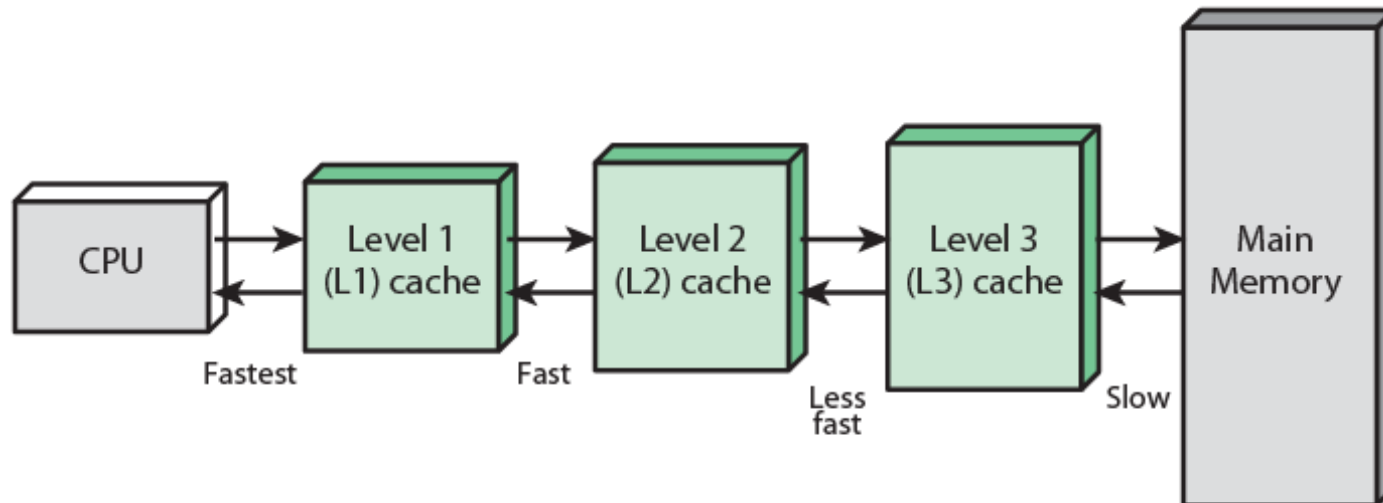 CPU
Level 1
(L1) cache
Level 2
(L2) cache
Level 3
(L3) cache
Main
Memory
Fastest
Fast
Less
fast
Slow